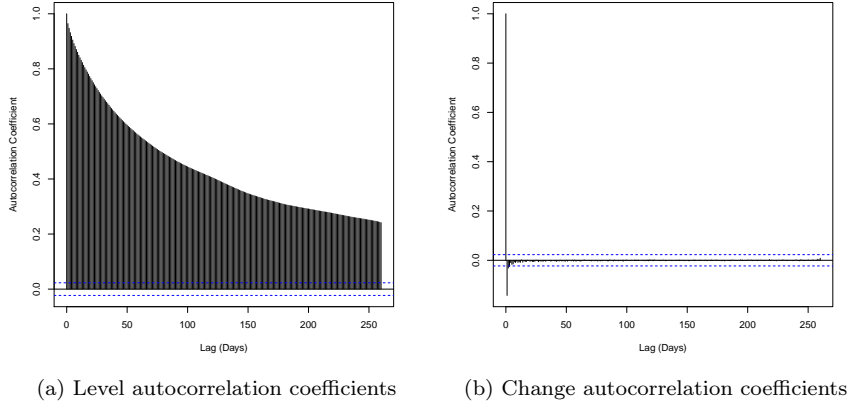 Autocorrelation Coefficient
1.0
0.8
0.6
0.4
0.2
0.0
0 50 100 150 200 250
Lag (Days)
(a) Level autocorrelation coefficients
Autocorrelation Coefficient
1.0
0.8
0.6
0.4
0.2
0.0
0 50 100 150 200 250
Lag (Days)
(b) Change autocorrelation coefficients